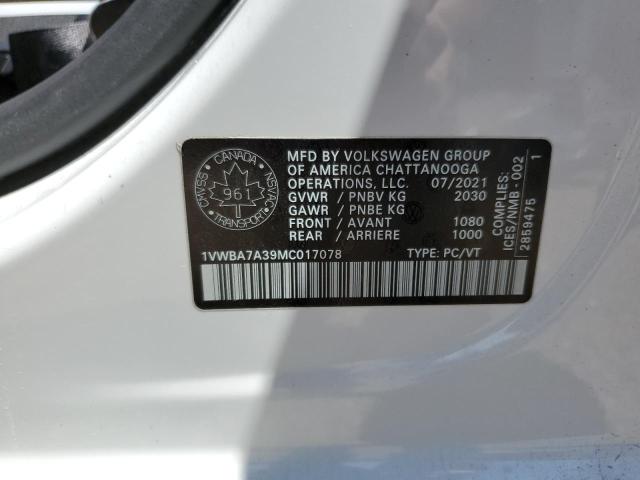 CANADA
CMVSS
NSVAC
961
TRANSPORT
MFD BY VOLKSWAGEN GROUP
OF AMERICA CHATTANOOGA
OPERATIONS, LLC. 07/2021
GVWR / PNBV KG 2030
GAWR / PNBE KG
FRONT / AVANT 1080
REAR / ARRIERE 1000
1VWBA7A39MC017078 TYPE: PC/VT
COMPLIES:
ICES/NMB-002
2859475 1